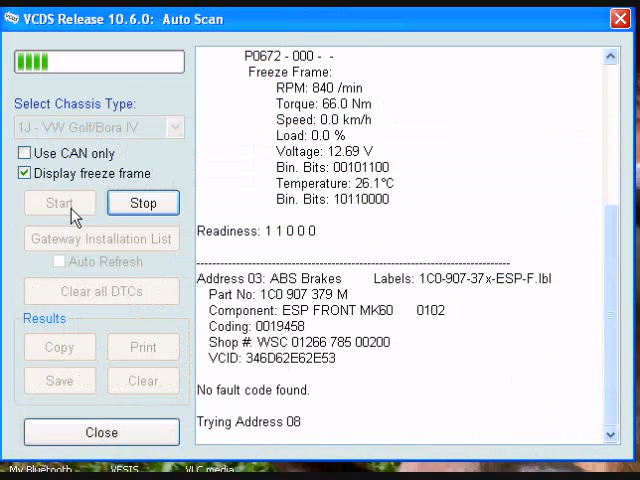 VCDS Release 10.6.0: Auto Scan
Select Chassis Type:
1J - VW Golf/Bora IV
Use CAN only
Display freeze frame
Start
Stop
Gateway Installation List
Auto Refresh
Clear all DTCs
Results
Copy
Print
Save
Clear
Close
P0672 - 000 - -
Freeze Frame:
RPM: 840 /min
Torque: 66.0 Nm
Speed: 0.0 km/h
Load: 0.0 %
Voltage: 12.69 V
Bin. Bits: 00101100
Temperature: 26.1°C
Bin. Bits: 10110000
Readiness: 1 1 0 0 0
-------------------------------------------------------------------------------
Address 03: ABS Brakes Labels: 1C0-907-37x-ESP-F.lbl
Part No: 1C0 907 379 M
Component: ESP FRONT MK60 0102
Coding: 0019458
Shop #: WSC 01266 785 00200
VCID: 346D62E62E53
No fault code found.
Trying Address 08
My Bluetooth VLC media